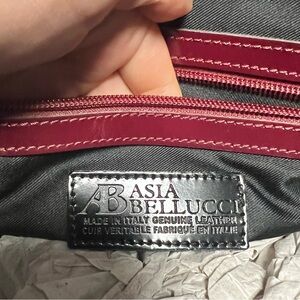 AB ASIA
BELLUCCI
MADE IN ITALY GENUINE LEATHER
CUIR VERITABLE FABRIQUE EN ITALIE